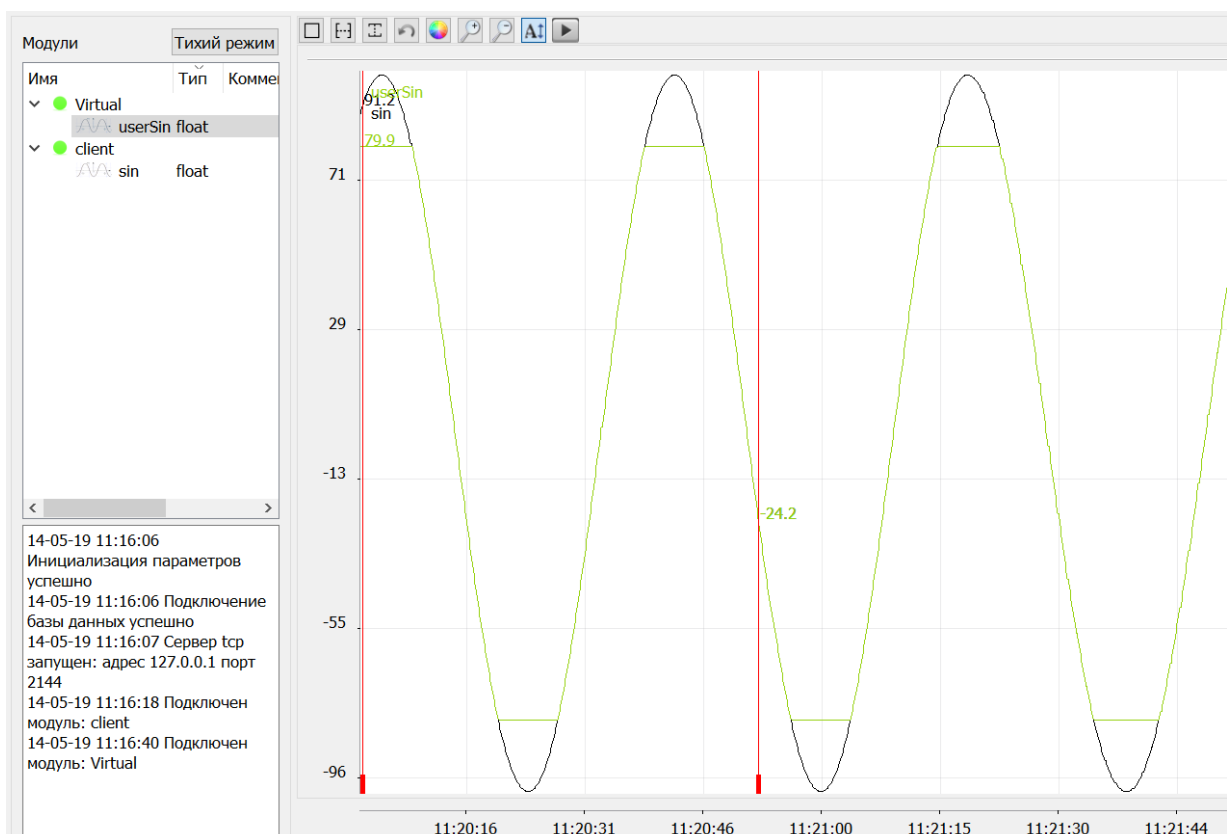 Модули
Тихий режим
Имя Тип Коммен
Virtual
userSin float
client
sin float
14-05-19 11:16:06
Инициализация параметров
успешно
14-05-19 11:16:06 Подключение
базы данных успешно
14-05-19 11:16:07 Сервер tcp
запущен: адрес 127.0.0.1 порт
2144
14-05-19 11:16:18 Подключен
модуль: client
14-05-19 11:16:40 Подключен
модуль: Virtual
A
userSin
91.2
sin
79.9
71
29
-13
-24.2
-55
-96
11:20:16 11:20:31 11:20:46 11:21:00 11:21:15 11:21:30 11:21:44